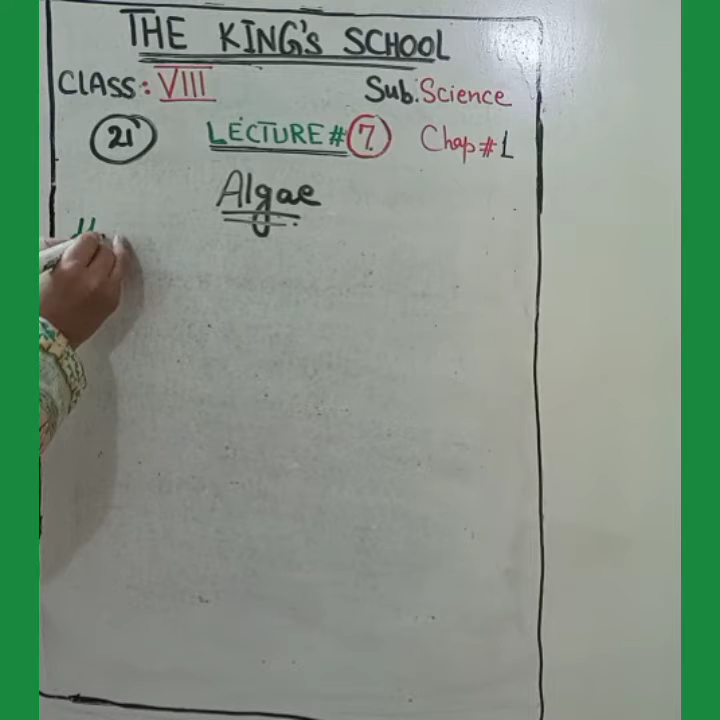 THE KING'S SCHOOL
CLASS: VIII Sub: Science
21 LECTURE # 7 Chap # 1
Algae